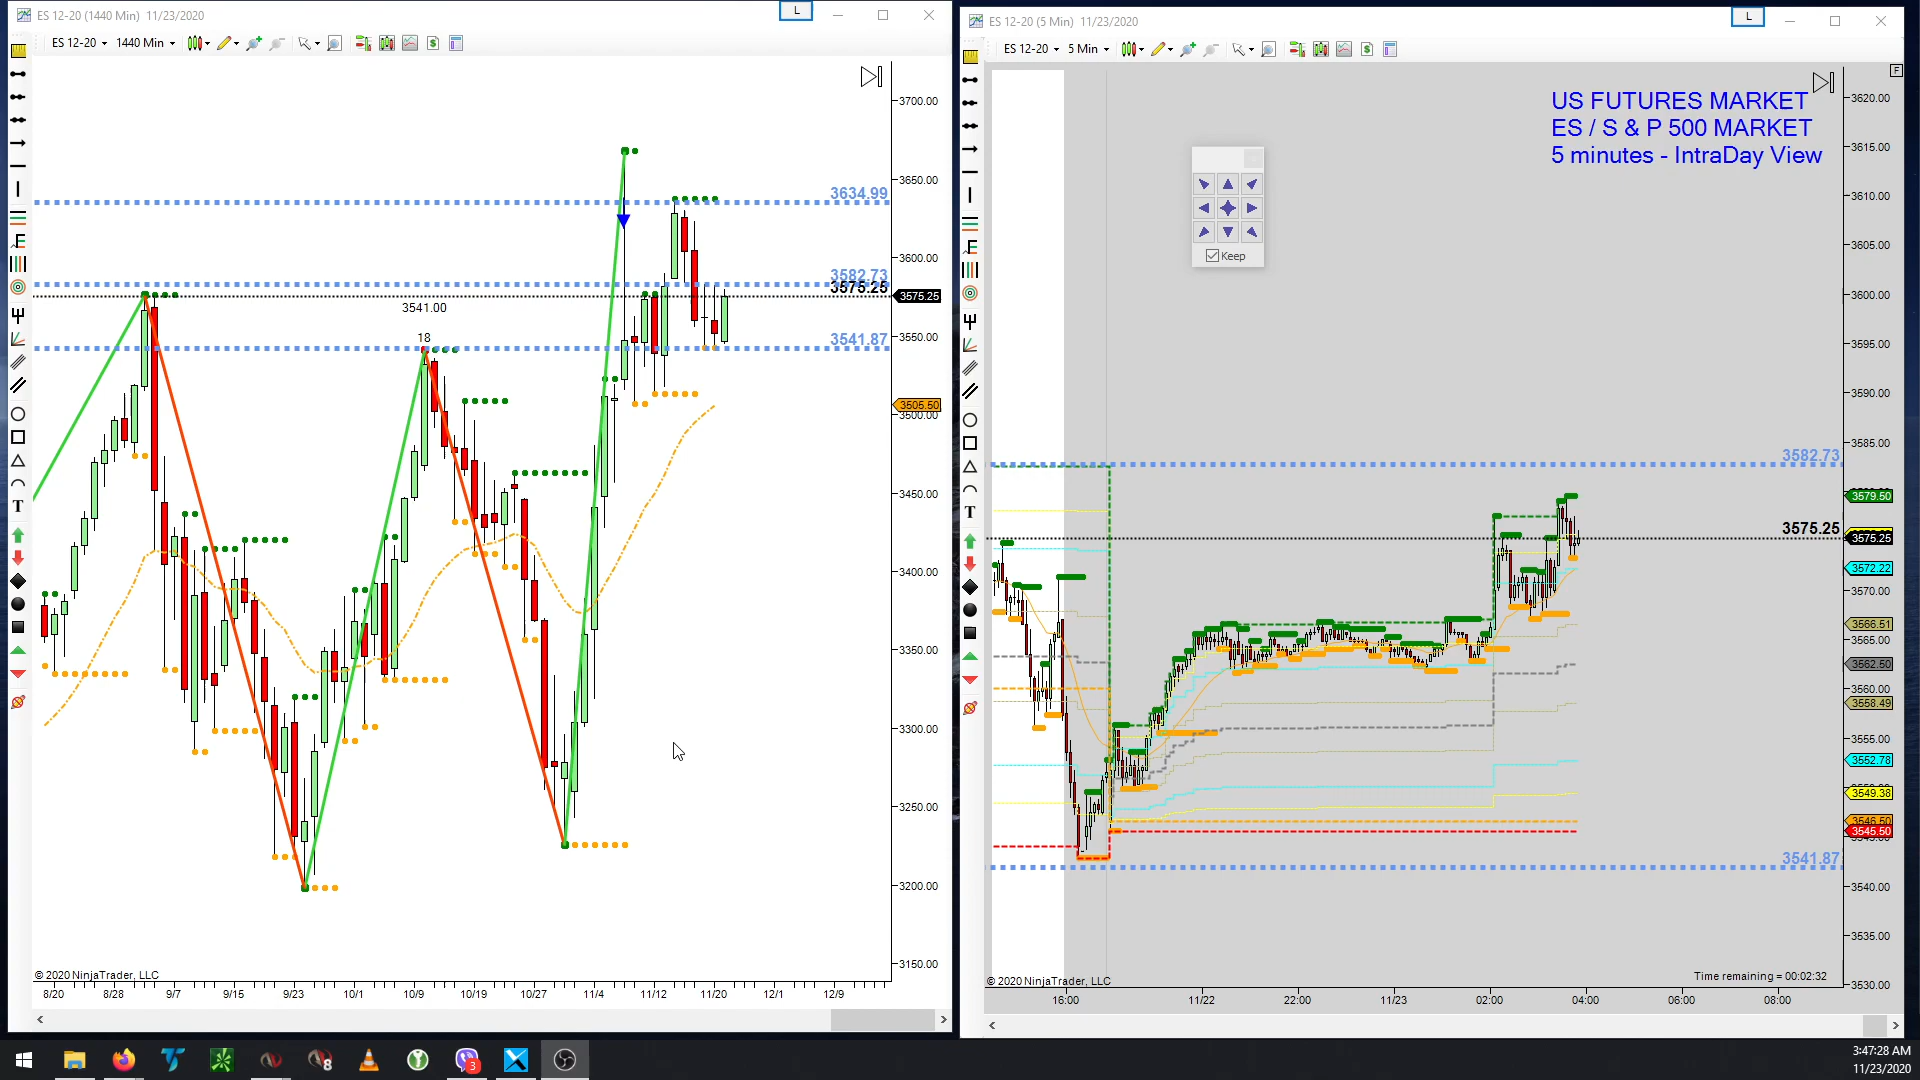 ES 12-20 (1440 Min)  11/23/2020
L
ES 12-20
1440 Min
3700.00
3650.00
3634.99
3600.00
3582.73
3575.25
3575.25
3541.00
18
3550.00
3541.87
3505.50
3500.00
3450.00
3400.00
3350.00
3300.00
3250.00
3200.00
3150.00
T
© 2020 NinjaTrader, LLC
8/20 8/28 9/7 9/15 9/23 10/1 10/9 10/19 10/27 11/4 11/12 11/20 12/1 12/9
ES 12-20 (5 Min)  11/23/2020
L
ES 12-20
5 Min
F
US FUTURES MARKET
ES / S & P 500 MARKET
5 minutes - IntraDay View
Keep
3620.00
3615.00
3610.00
3605.00
3600.00
3595.00
3590.00
3585.00
3582.73
3579.50
3575.25
3575.25
3572.22
3570.00
3566.51
3565.00
3562.50
3560.00
3558.49
3555.00
3552.78
3549.38
3546.50
3545.50
3541.87
3540.00
3535.00
3530.00
T
© 2020 NinjaTrader, LLC
Time remaining = 00:02:32
16:00 11/22 22:00 11/23 02:00 04:00 06:00 08:00
8
3
3:47:28 AM
11/23/2020